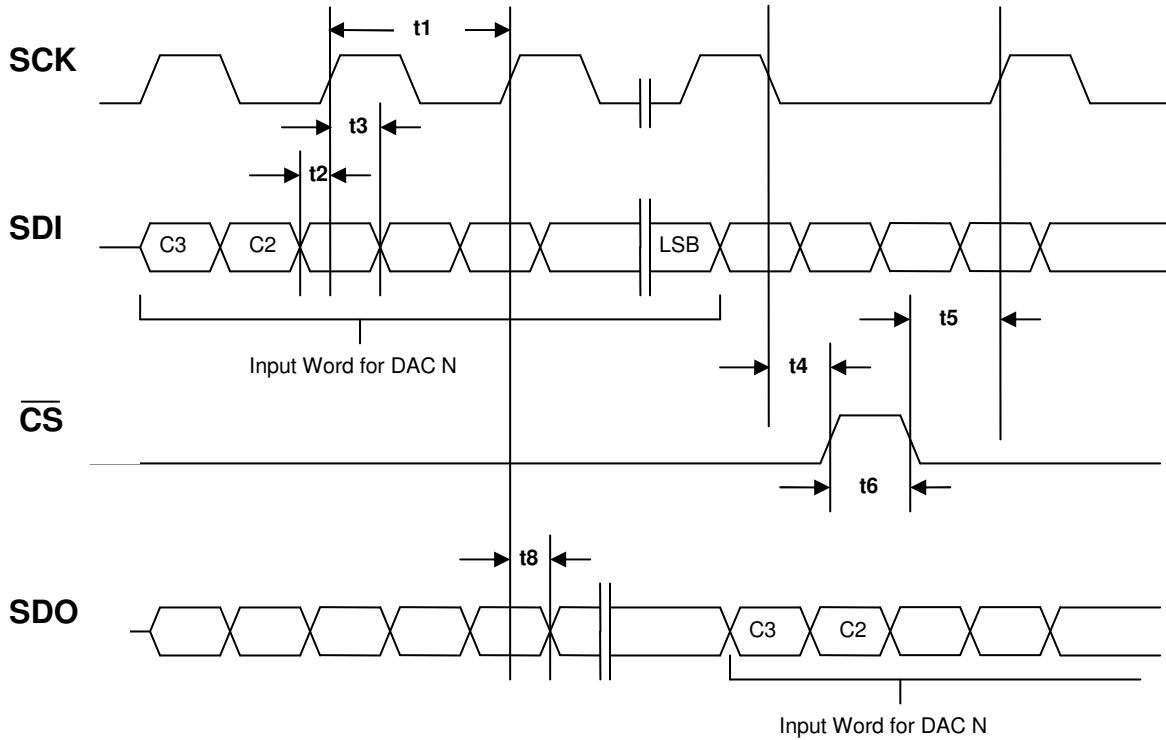 t1
SCK
t3
t2
SDI
C3 C2 LSB
t5
Input Word for DAC N
t4
CS
t6
t8
SDO
C3 C2
Input Word for DAC N